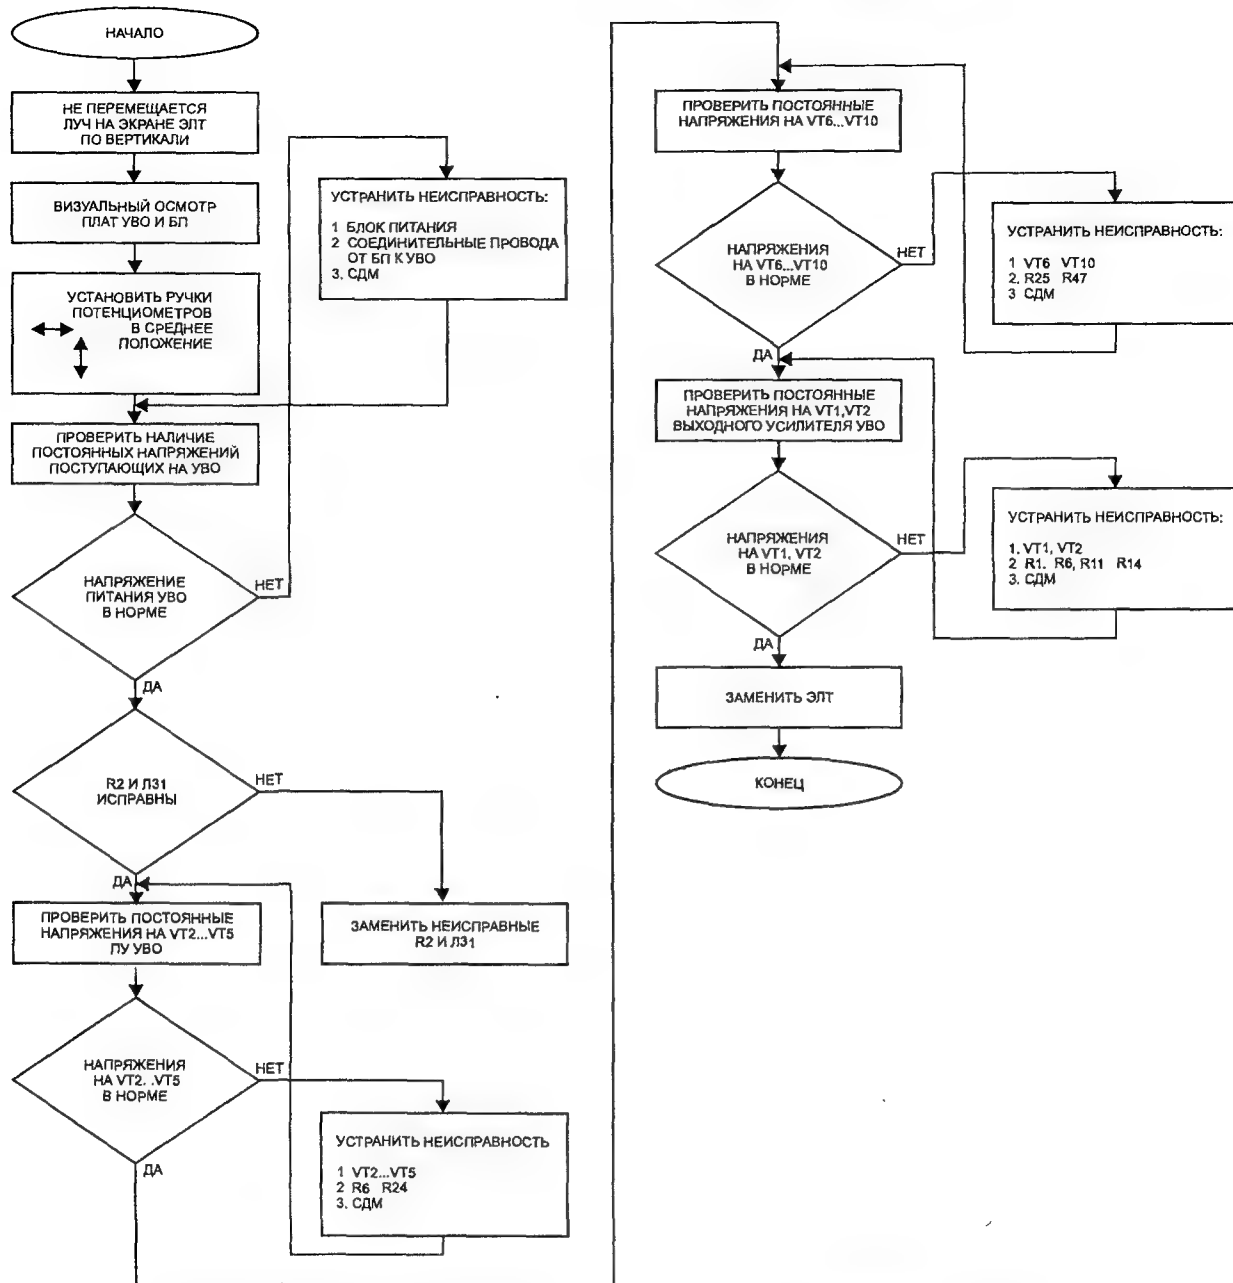 НАЧАЛО
НЕ ПЕРЕМЕЩАЕТСЯ
ЛУЧ НА ЭКРАНЕ ЭЛТ
ПО ВЕРТИКАЛИ
ВИЗУАЛЬНЫЙ ОСМОТР
ПЛАТ УВО И БП
УСТАНОВИТЬ РУЧКИ
ПОТЕНЦИОМЕТРОВ
В СРЕДНЕЕ
ПОЛОЖЕНИЕ
ПРОВЕРИТЬ НАЛИЧИЕ
ПОСТОЯННЫХ НАПРЯЖЕНИЙ
ПОСТУПАЮЩИХ НА УВО
НАПРЯЖЕНИЕ
ПИТАНИЯ УВО
В НОРМЕ
НЕТ
ДА
УСТРАНИТЬ НЕИСПРАВНОСТЬ:
1 БЛОК ПИТАНИЯ
2 СОЕДИНИТЕЛЬНЫЕ ПРОВОДА
ОТ БП К УВО
3. СДМ
R2 И ЛЗ1
ИСПРАВНЫ
НЕТ
ДА
ЗАМЕНИТЬ НЕИСПРАВНЫЕ
R2 И ЛЗ1
ПРОВЕРИТЬ ПОСТОЯННЫЕ
НАПРЯЖЕНИЯ НА VT2...VT5
ПУ УВО
НАПРЯЖЕНИЯ
НА VT2. .VT5
В НОРМЕ
НЕТ
ДА
УСТРАНИТЬ НЕИСПРАВНОСТЬ
1 VT2...VT5
2 R6 R24
3. СДМ
ПРОВЕРИТЬ ПОСТОЯННЫЕ
НАПРЯЖЕНИЯ НА VT6...VT10
НАПРЯЖЕНИЯ
НА VT6...VT10
В НОРМЕ
НЕТ
ДА
УСТРАНИТЬ НЕИСПРАВНОСТЬ:
1 VT6 VT10
2. R25 R47
3 СДМ
ПРОВЕРИТЬ ПОСТОЯННЫЕ
НАПРЯЖЕНИЯ НА VT1,VT2
ВЫХОДНОГО УСИЛИТЕЛЯ УВО
НАПРЯЖЕНИЯ
НА VT1, VT2
В НОРМЕ
НЕТ
ДА
УСТРАНИТЬ НЕИСПРАВНОСТЬ:
1. VT1, VT2
2 R1. R6, R11 R14
3. СДМ
ЗАМЕНИТЬ ЭЛТ
КОНЕЦ